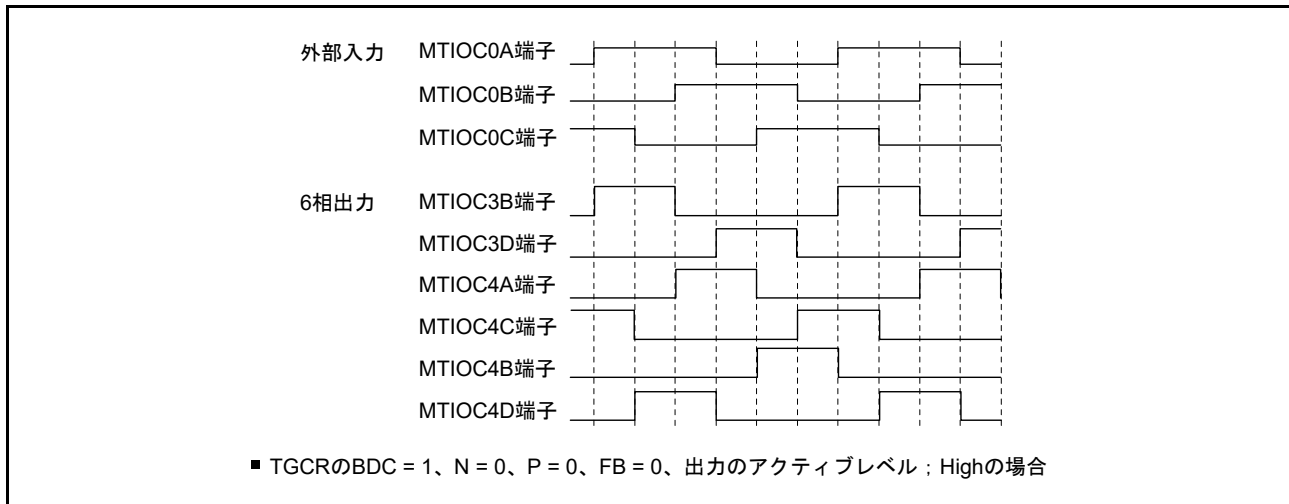 外部入力 MTIOC0A端子
MTIOC0B端子
MTIOC0C端子
6相出力 MTIOC3B端子
MTIOC3D端子
MTIOC4A端子
MTIOC4C端子
MTIOC4B端子
MTIOC4D端子
■ TGCRのBDC = 1、N = 0、P = 0、FB = 0、出力のアクティブレベル；Highの場合